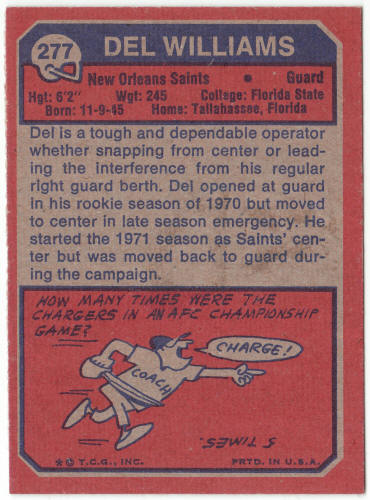 277
DEL WILLIAMS
New Orleans Saints • Guard
Hgt: 6'2" Wgt: 245 College: Florida State
Born: 11-9-45 Home: Tallahassee, Florida
Del is a tough and dependable operator
whether snapping from center or lead-
ing the interference from his regular
right guard berth. Del opened at guard
in his rookie season of 1970 but moved
to center in late season emergency. He
started the 1971 season as Saints' cen-
ter but was moved back to guard dur-
ing the campaign.
HOW MANY TIMES WERE THE
CHARGERS IN AN AFC CHAMPIONSHIP
GAME?
CHARGE!
COACH
5 TIMES.
* © T.C.G., INC. PRTD. IN U.S.A.